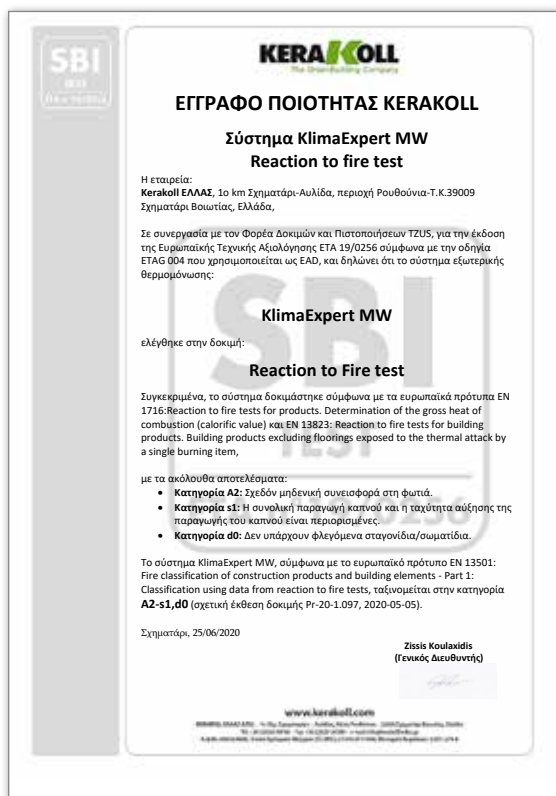 SBI
TEST
KERAKOLL
The GreenBuilding Company
ΕΓΓΡΑΦΟ ΠΟΙΟΤΗΤΑΣ KERAKOLL
Σύστημα KlimaExpert MW
Reaction to fire test
Η εταιρεία:
Kerakoll ΕΛΛΑΣ, 1ο km Σχηματάρι-Αυλίδα, περιοχή Ρουθούνια-Τ.Κ.39009
Σχηματάρι Βοιωτίας, Ελλάδα,
Σε συνεργασία με τον Φορέα Δοκιμών και Πιστοποιήσεων TZUS, για την έκδοση
της Ευρωπαϊκής Τεχνικής Αξιολόγησης ETA 19/0256 σύμφωνα με την οδηγία
ETAG 004 που χρησιμοποιείται ως EAD, και δηλώνει ότι το σύστημα εξωτερικής
θερμομόνωσης:
SBI
KlimaExpert MW
ελέγθηκε στην δοκιμή:
Reaction to Fire test
Συγκεκριμένα, το σύστημα δοκιμάστηκε σύμφωνα με τα ευρωπαϊκά πρότυπα EN
1716:Reaction to fire tests for products. Determination of the gross heat of
combustion (calorific value) και EN 13823: Reaction to fire tests for building
products. Building products excluding floorings exposed to the thermal attack by
a single burning item,
TEST
με τα ακόλουθα αποτελέσματα:
• Κατηγορία A2: Σχεδόν μηδενική συνεισφορά στη φωτιά.
• Κατηγορία s1: Η συνολική παραγωγή καπνού και η ταχύτητα αύξησης της
παραγωγής του καπνού είναι περιορισμένες.
ETA n°19/0256
• Κατηγορία d0: Δεν υπάρχουν φλεγόμενα σταγονίδια/σωματίδια.
Το σύστημα KlimaExpert MW, σύμφωνα με το ευρωπαϊκό πρότυπο EN 13501:
Fire classification of construction products and building elements - Part 1:
Classification using data from reaction to fire tests, ταξινομείται στην κατηγορία
A2-s1,d0 (σχετική έκθεση δοκιμής Pr-20-1.097, 2020-05-05).
Σχηματάρι, 25/06/2020
Zissis Koulaxidis
(Γενικός Διευθυντής)
www.kerakoll.com